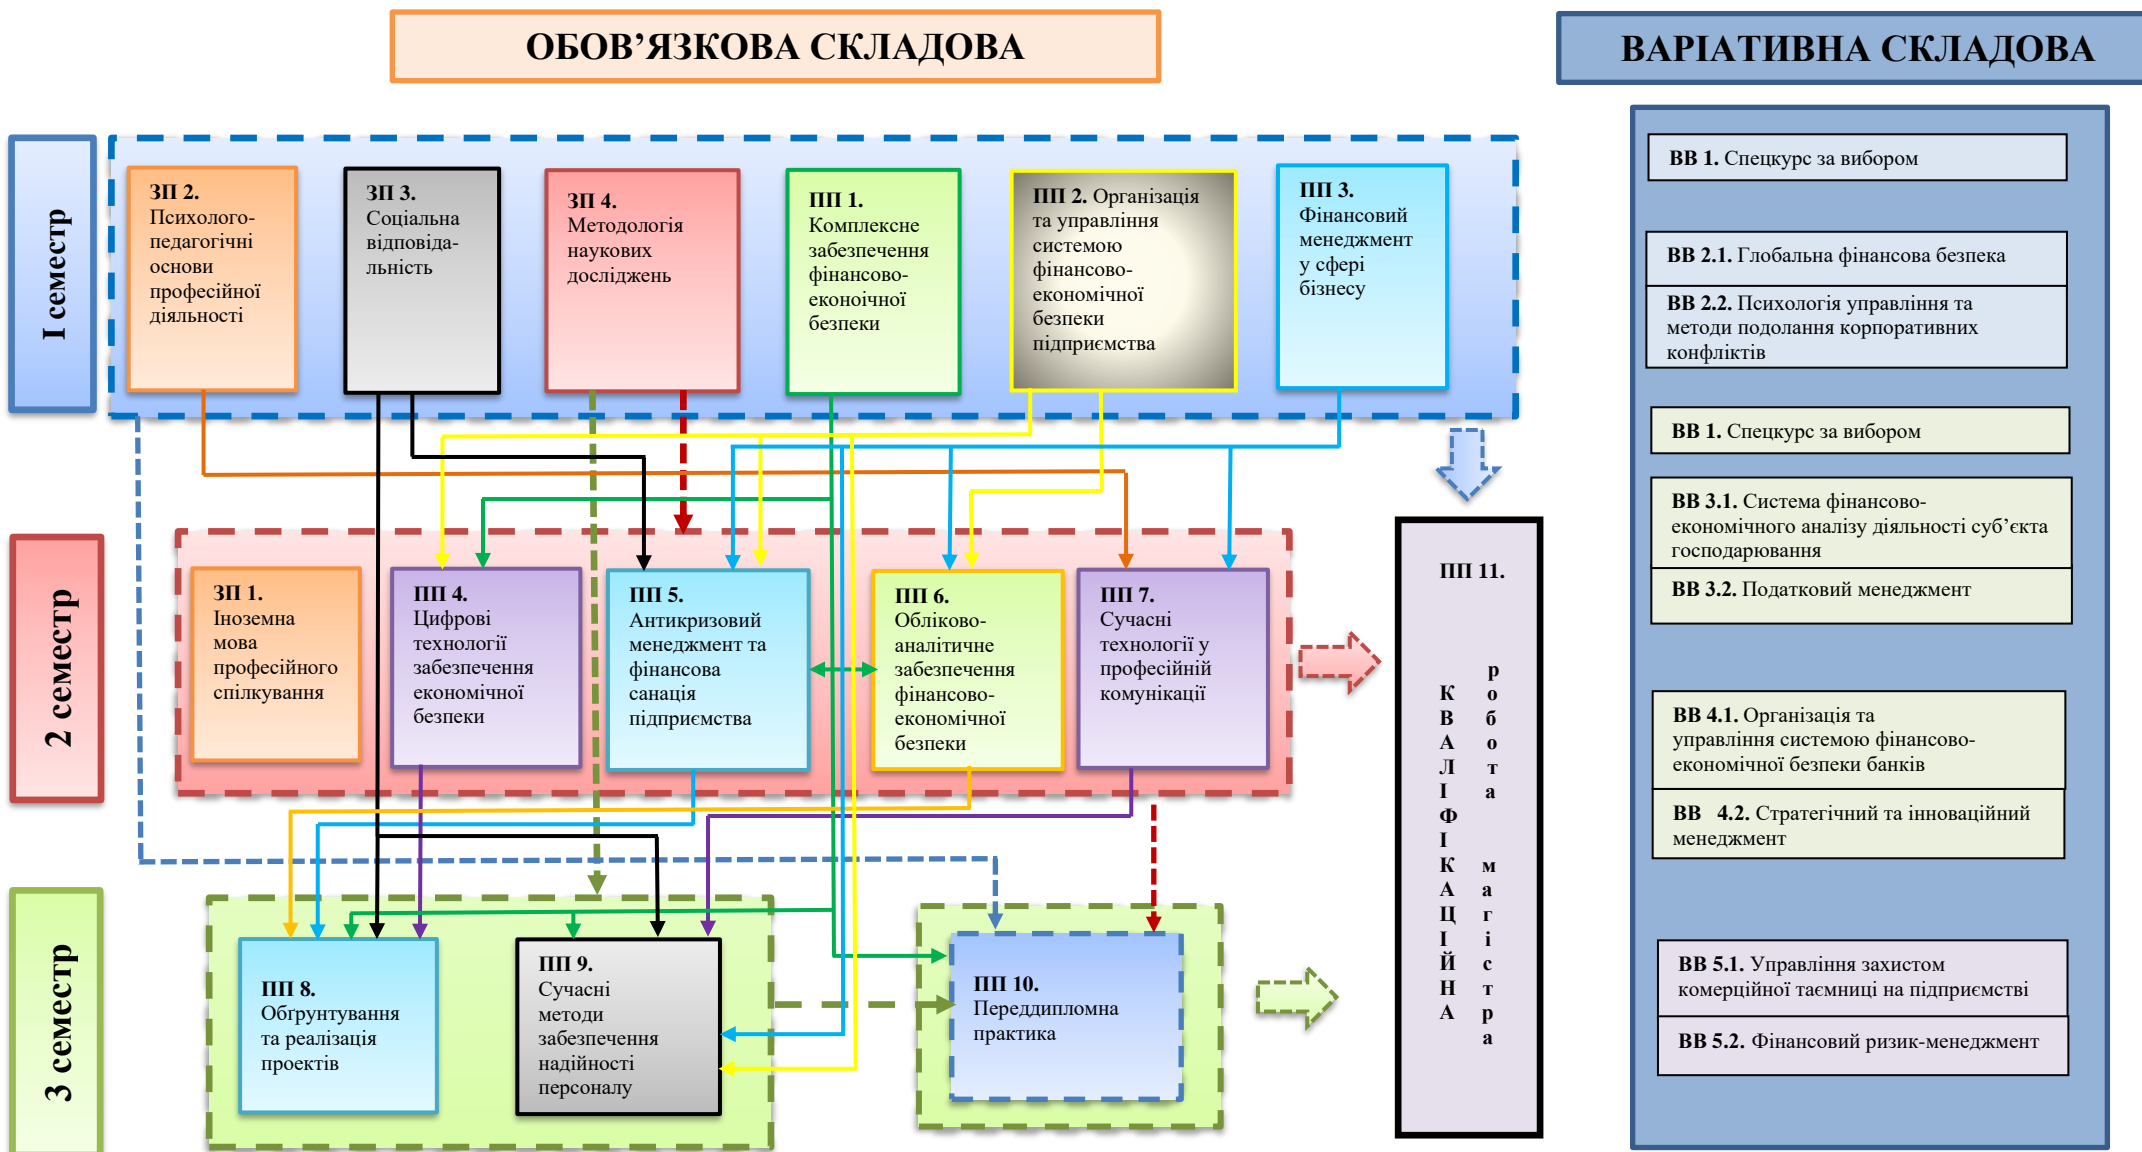 ОБОВ’ЯЗКОВА СКЛАДОВА
ВАРІАТИВНА СКЛАДОВА
І семестр
ЗП 2.
Психолого-
педагогічні
основи
професійної
діяльності
ЗП 3.
Соціальна
відповіда-
льність
ЗП 4.
Методологія
наукових
досліджень
ПП 1.
Комплексне
забезпечення
фінансово-
еконоічної
безпеки
ПП 2. Організація
та управління
системою
фінансово-
економічної
безпеки
підприємства
ПП 3.
Фінансовий
менеджмент
у сфері
бізнесу
2 семестр
ЗП 1.
Іноземна
мова
професійного
спілкування
ПП 4.
Цифрові
технології
забезпечення
економічної
безпеки
ПП 5.
Антикризовий
менеджмент та
фінансова
санація
підприємства
ПП 6.
Обліково-
аналітичне
забезпечення
фінансово-
економічної
безпеки
ПП 7.
Сучасні
технології у
професійній
комунікації
3 семестр
ПП 8.
Обґрунтування
та реалізація
проектів
ПП 9.
Сучасні
методи
забезпечення
надійності
персоналу
ПП 10.
Переддипломна
практика
ПП 11.
КВАЛІФІКАЦІЙНА
робота магістра
ВВ 1. Спецкурс за вибором
ВВ 2.1. Глобальна фінансова безпека
ВВ 2.2. Психологія управління та
методи подолання корпоративних
конфліктів
ВВ 1. Спецкурс за вибором
ВВ 3.1. Система фінансово-
економічного аналізу діяльності суб’єкта
господарювання
ВВ 3.2. Податковий менеджмент
ВВ 4.1. Організація та
управління системою фінансово-
економічної безпеки банків
ВВ 4.2. Стратегічний та інноваційний
менеджмент
ВВ 5.1. Управління захистом
комерційної таємниці на підприємстві
ВВ 5.2. Фінансовий ризик-менеджмент